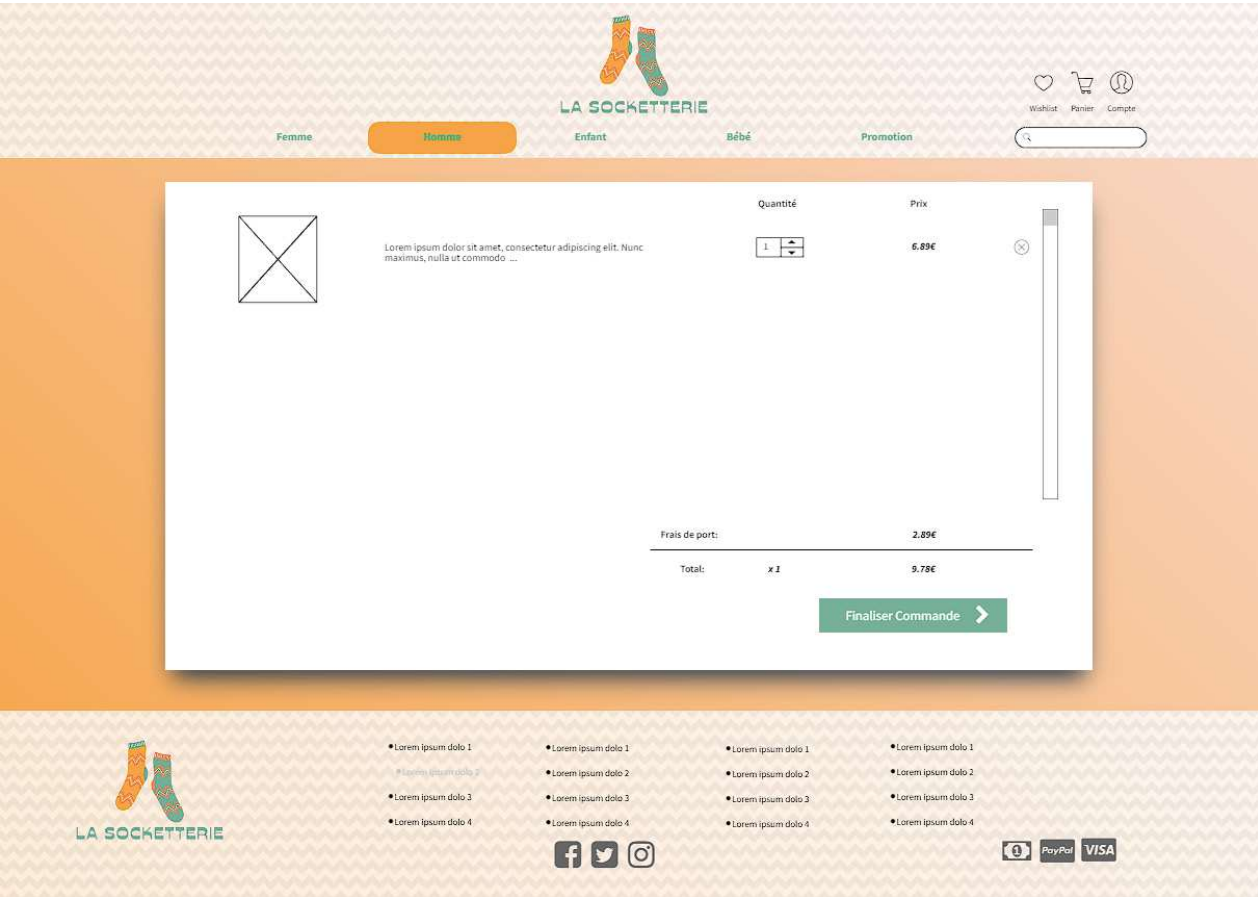 LA SOCKETTERIE
Wishlist Panier Compte
Femme Homme Enfant Bébé Promotion
Quantité Prix
Lorem ipsum dolor sit amet, consectetur adipiscing elit. Nunc
maximus, nulla ut commodo ...
1 6.89€
Frais de port: 2.89€
Total: x 1 9.78€
Finaliser Commande
•Lorem ipsum dolo 1 •Lorem ipsum dolo 1 •Lorem ipsum dolo 1 •Lorem ipsum dolo 1
•Lorem ipsum dolo 2 •Lorem ipsum dolo 2 •Lorem ipsum dolo 2 •Lorem ipsum dolo 2
•Lorem ipsum dolo 3 •Lorem ipsum dolo 3 •Lorem ipsum dolo 3 •Lorem ipsum dolo 3
•Lorem ipsum dolo 4 •Lorem ipsum dolo 4 •Lorem ipsum dolo 4 •Lorem ipsum dolo 4
LA SOCKETTERIE
1 PayPal VISA